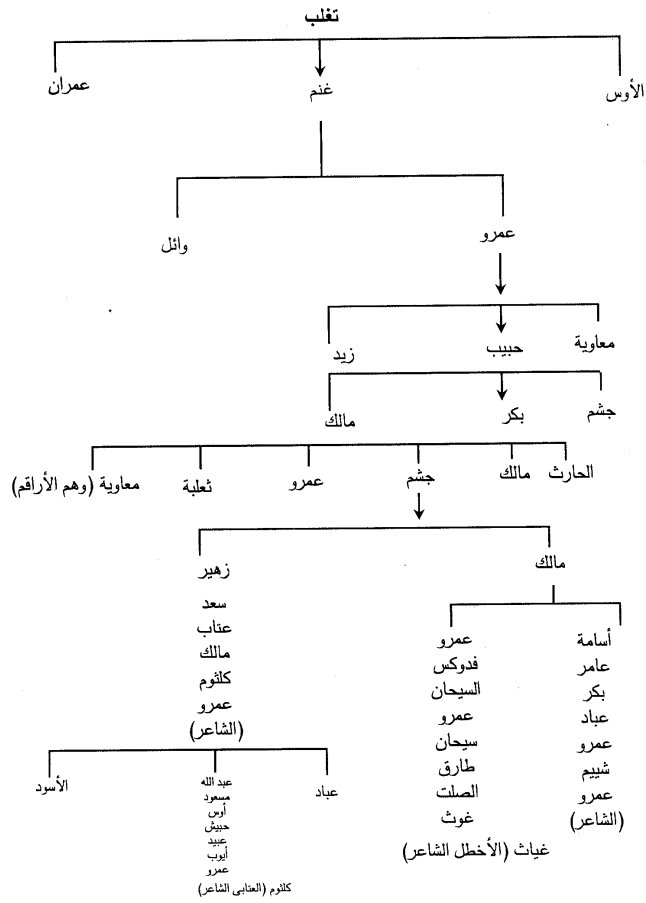 تغلب
الأوس غنم عمران
عمرو وائل
معاوية حبيب زيد
جشم بكر مالك
الحارث مالك جشم عمرو ثعلبة معاوية (وهم الأراقم)
مالك زهير
أسامة عمرو سعد
عامر فدوكس عتاب
بكر السيحان مالك
عباد عمرو كلثوم
عمرو سيحان عمرو
شييم طارق (الشاعر)
عمرو الصلت
(الشاعر) غوث
غياث (الأخطل الشاعر)
عباد عبد الله الأسود
مسعود
أوس
حبيش
عبيد
أيوب
عمرو
كلثوم (العتابى الشاعر)